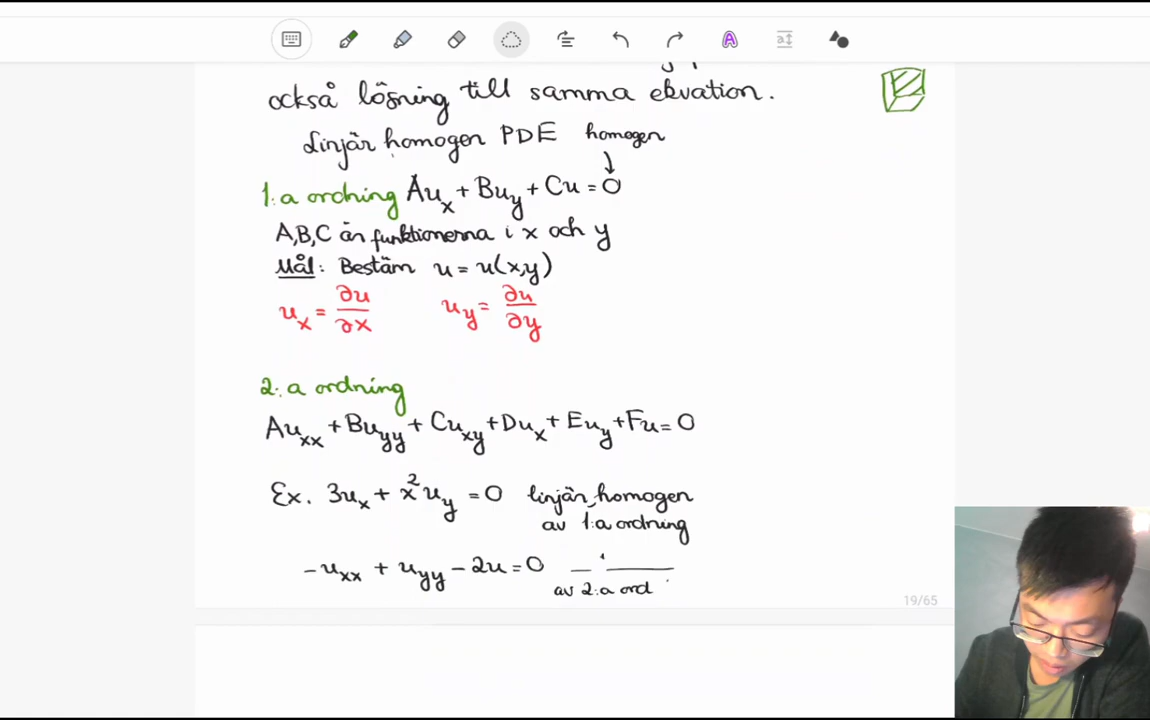 också lösning till samma ekvation.
Linjär homogen PDE homogen
↓
1:a ordning Au_x + Bu_y + Cu = 0
A,B,C är funktionerna i x och y
Mål: Bestäm u = u(x,y)
u_x = ∂u/∂x u_y = ∂u/∂y
2:a ordning
Au_xx + Bu_yy + Cu_xy + Du_x + Eu_y + Fu = 0
Ex. 3u_x + x²u_y = 0 linjär, homogen
av 1:a ordning
-u_xx + u_yy - 2u = 0 — " —
av 2:a ord
19/65